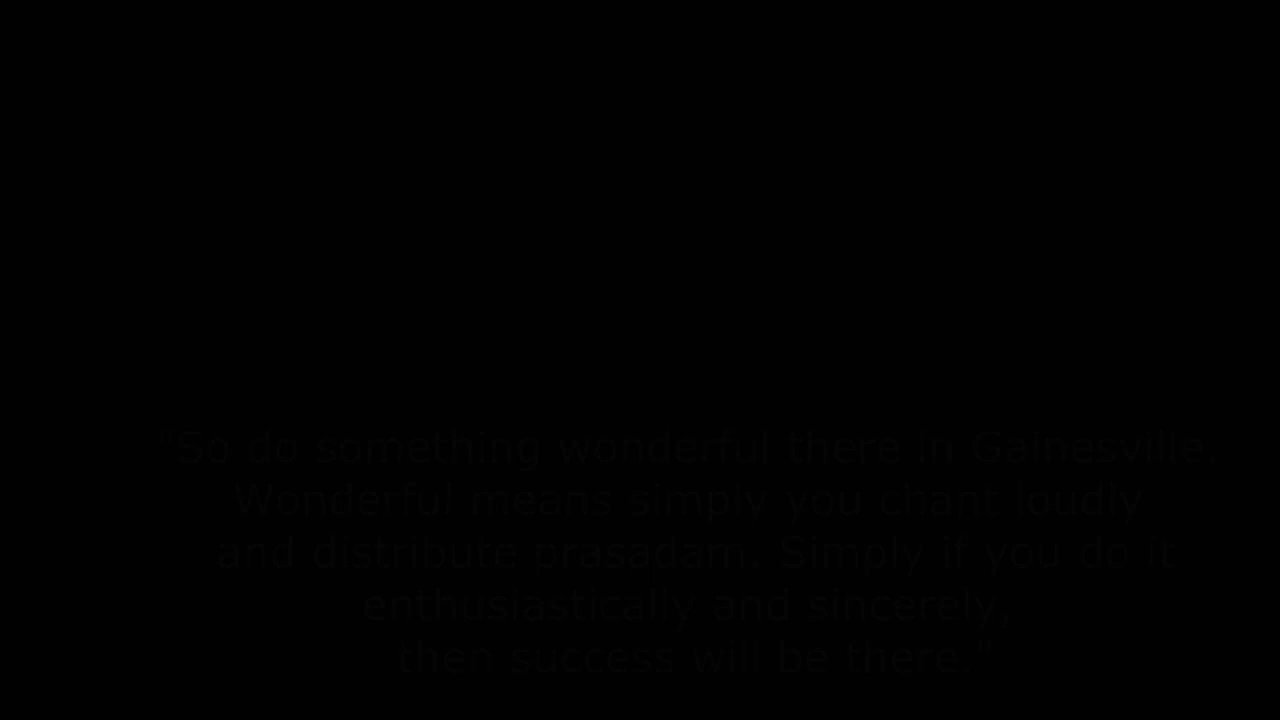 "So do something wonderful there in Gainesville.
Wonderful means simply you chant loudly
and distribute prasadam. Simply if you do it
enthusiastically and sincerely,
then success will be there."